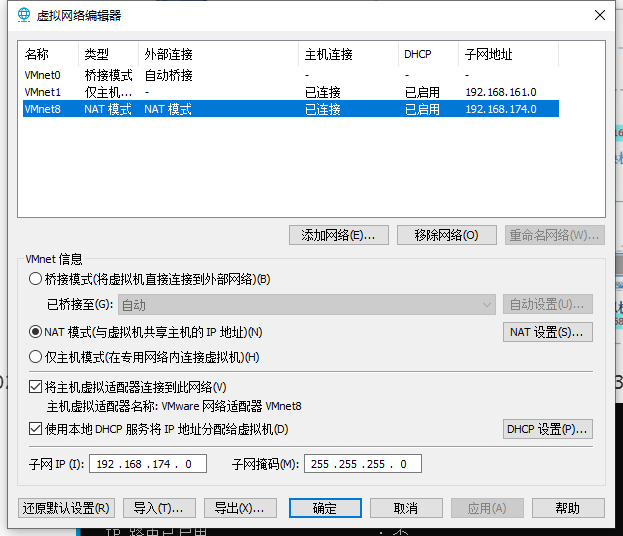 虚拟网络编辑器
名称 类型 外部连接 主机连接 DHCP 子网地址
VMnet0 桥接模式 自动桥接 - - -
VMnet1 仅主机... - 已连接 已启用 192.168.161.0
VMnet8 NAT 模式 NAT 模式 已连接 已启用 192.168.174.0
添加网络(E)... 移除网络(O) 重命名网络(W)...
VMnet 信息
桥接模式(将虚拟机直接连接到外部网络)(B)
已桥接至(G): 自动 自动设置(U)...
NAT 模式(与虚拟机共享主机的 IP 地址)(N) NAT 设置(S)...
仅主机模式(在专用网络内连接虚拟机)(H)
将主机虚拟适配器连接到此网络(V)
主机虚拟适配器名称: VMware 网络适配器 VMnet8
使用本地 DHCP 服务将 IP 地址分配给虚拟机(D) DHCP 设置(P)...
子网 IP (I): 192 .168 .174 . 0 子网掩码(M): 255 .255 .255 . 0
还原默认设置(R) 导入(T)... 导出(X)... 确定 取消 应用(A) 帮助